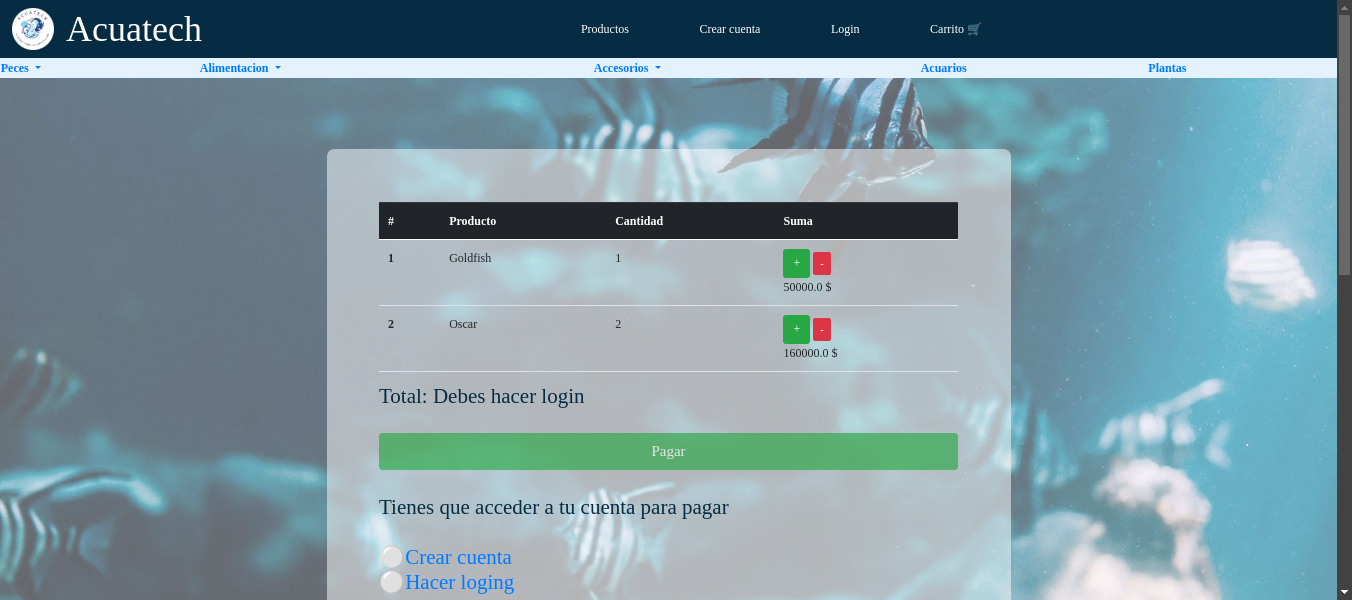 Acuatech
Productos
Crear cuenta
Login
Carrito
Peces
Alimentacion
Accesorios
Acuarios
Plantas
# Producto Cantidad Suma
1 Goldfish 1 + -
50000.0 $
2 Oscar 2 + -
160000.0 $
Total: Debes hacer login
Pagar
Tienes que acceder a tu cuenta para pagar
Crear cuenta
Hacer loging